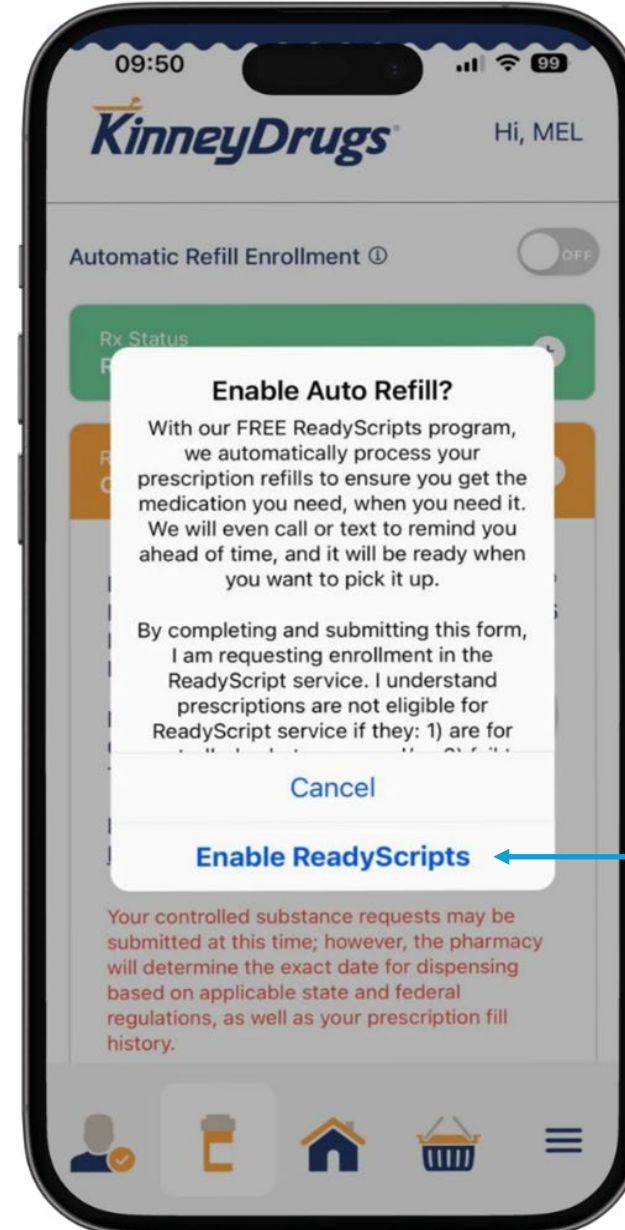 09:50
99
KinneyDrugs
Hi, MEL
Automatic Refill Enrollment
OFF
Rx Status
Enable Auto Refill?
With our FREE ReadyScripts program,
we automatically process your
prescription refills to ensure you get the
medication you need, when you need it.
We will even call or text to remind you
ahead of time, and it will be ready when
you want to pick it up.
By completing and submitting this form,
I am requesting enrollment in the
ReadyScript service. I understand
prescriptions are not eligible for
ReadyScript service if they: 1) are for
Cancel
Enable ReadyScripts
Your controlled substance requests may be
submitted at this time; however, the pharmacy
will determine the exact date for dispensing
based on applicable state and federal
regulations, as well as your prescription fill
history.